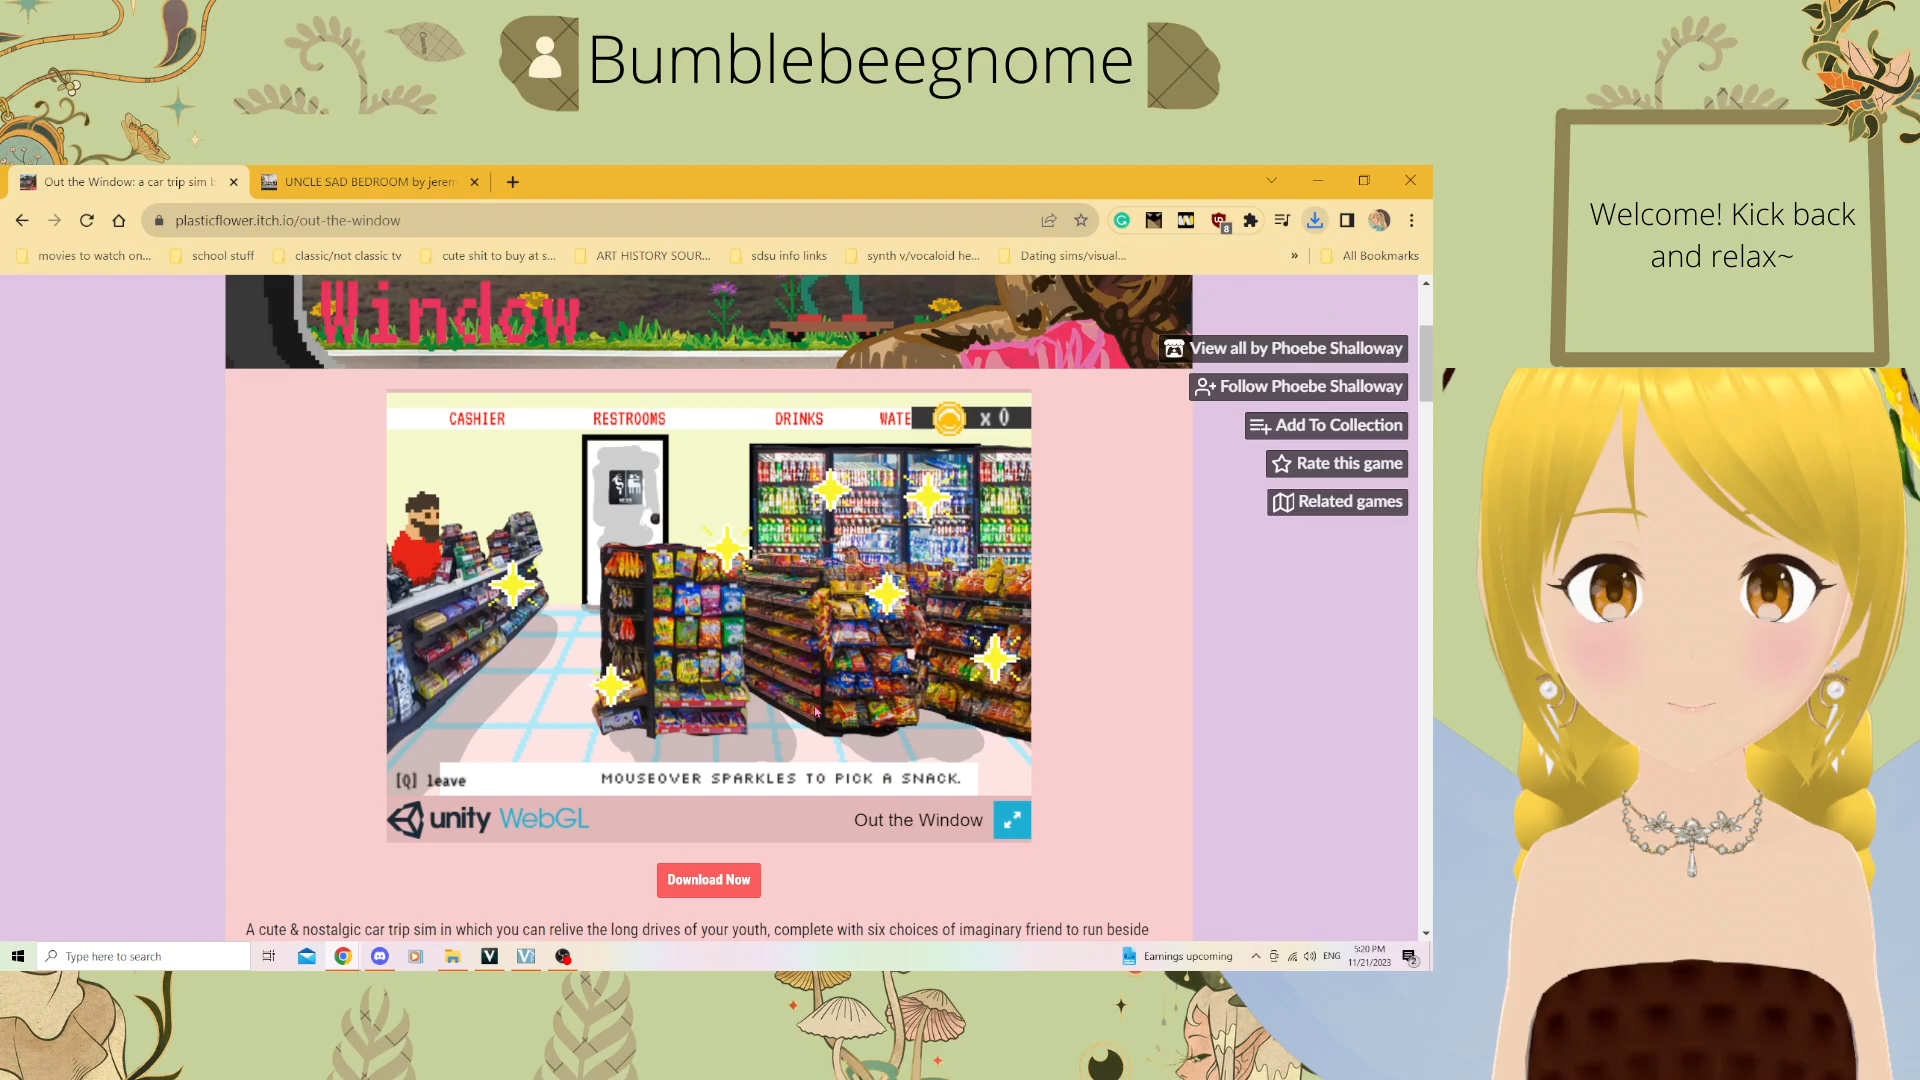 Bumblebeegnome
Welcome! Kick back
and relax~
Out the Window: a car trip sim b
UNCLE SAD BEDROOM by jerem
plasticflower.itch.io/out-the-window
8
movies to watch on...
school stuff
classic/not classic tv
cute shit to buy at s...
ART HISTORY SOUR...
sdsu info links
synth v/vocaloid he...
Dating sims/visual...
»
All Bookmarks
Window
View all by Phoebe Shalloway
Follow Phoebe Shalloway
Add To Collection
Rate this game
Related games
CASHIER
RESTROOMS
DRINKS
WATE
x 0
[Q] leave
MOUSEOVER SPARKLES TO PICK A SNACK.
unity WebGL
Out the Window
Download Now
A cute & nostalgic car trip sim in which you can relive the long drives of your youth, complete with six choices of imaginary friend to run beside
Type here to search
Earnings upcoming
ENG
5:20 PM
11/21/2023
2